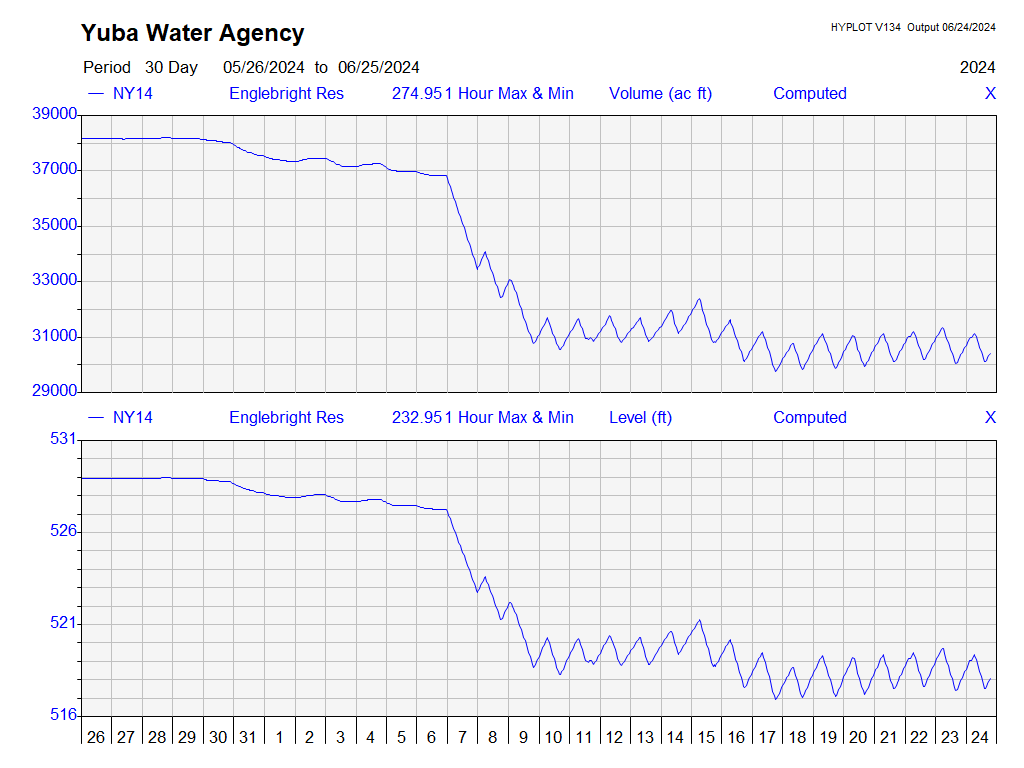 Yuba Water Agency
HYPLOT V134 Output 06/24/2024
Period 30 Day 05/26/2024 to 06/25/2024
2024
NY14 Englebright Res 274.951 Hour Max & Min Volume (ac ft) Computed X
39000
37000
35000
33000
31000
29000
NY14 Englebright Res 232.951 Hour Max & Min Level (ft) Computed X
531
526
521
516
26 27 28 29 30 31 1 2 3 4 5 6 7 8 9 10 11 12 13 14 15 16 17 18 19 20 21 22 23 24